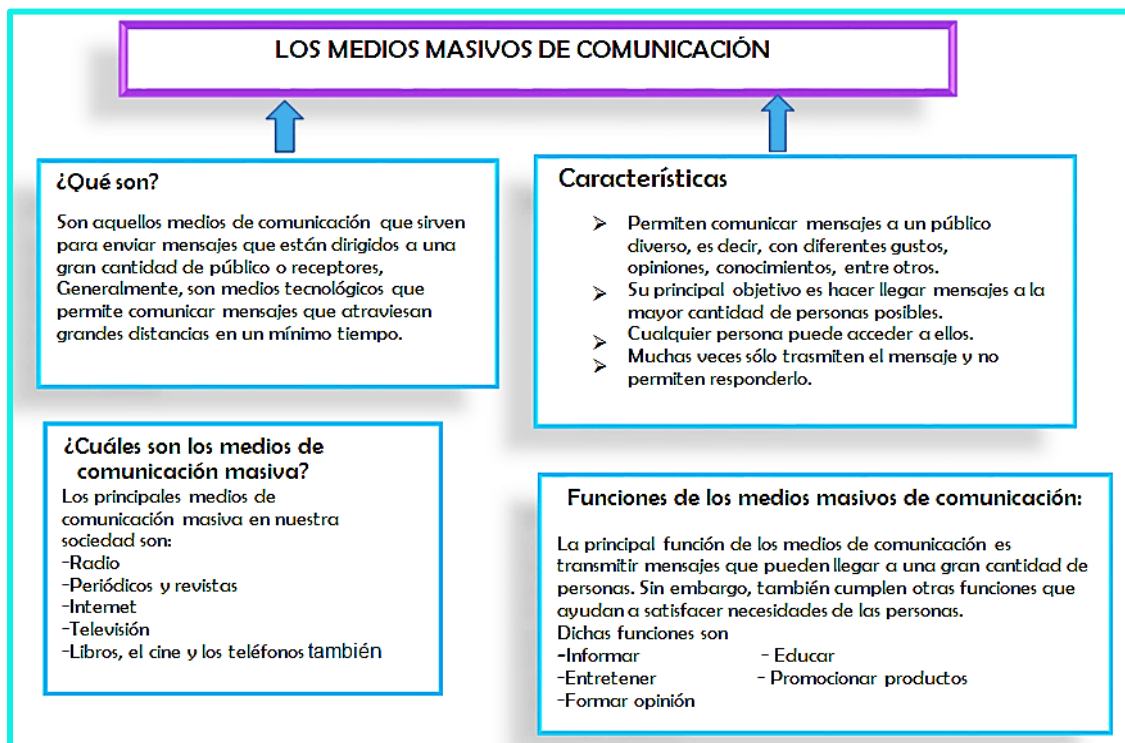 LOS MEDIOS MASIVOS DE COMUNICACIÓN
¿Qué son?
Son aquellos medios de comunicación que sirven
para enviar mensajes que están dirigidos a una
gran cantidad de público o receptores,
Generalmente, son medios tecnológicos que
permite comunicar mensajes que atraviesan
grandes distancias en un mínimo tiempo.
Características
➢ Permiten comunicar mensajes a un público
diverso, es decir, con diferentes gustos,
opiniones, conocimientos, entre otros.
➢ Su principal objetivo es hacer llegar mensajes a la
mayor cantidad de personas posibles.
➢ Cualquier persona puede acceder a ellos.
➢ Muchas veces sólo trasmiten el mensaje y no
permiten responderlo.
¿Cuáles son los medios de
comunicación masiva?
Los principales medios de
comunicación masiva en nuestra
sociedad son:
-Radio
-Periódicos y revistas
-Internet
-Televisión
-Libros, el cine y los teléfonos también
Funciones de los medios masivos de comunicación:
La principal función de los medios de comunicación es
transmitir mensajes que pueden llegar a una gran cantidad de
personas. Sin embargo, también cumplen otras funciones que
ayudan a satisfacer necesidades de las personas.
Dichas funciones son
-Informar - Educar
-Entretener - Promocionar productos
-Formar opinión